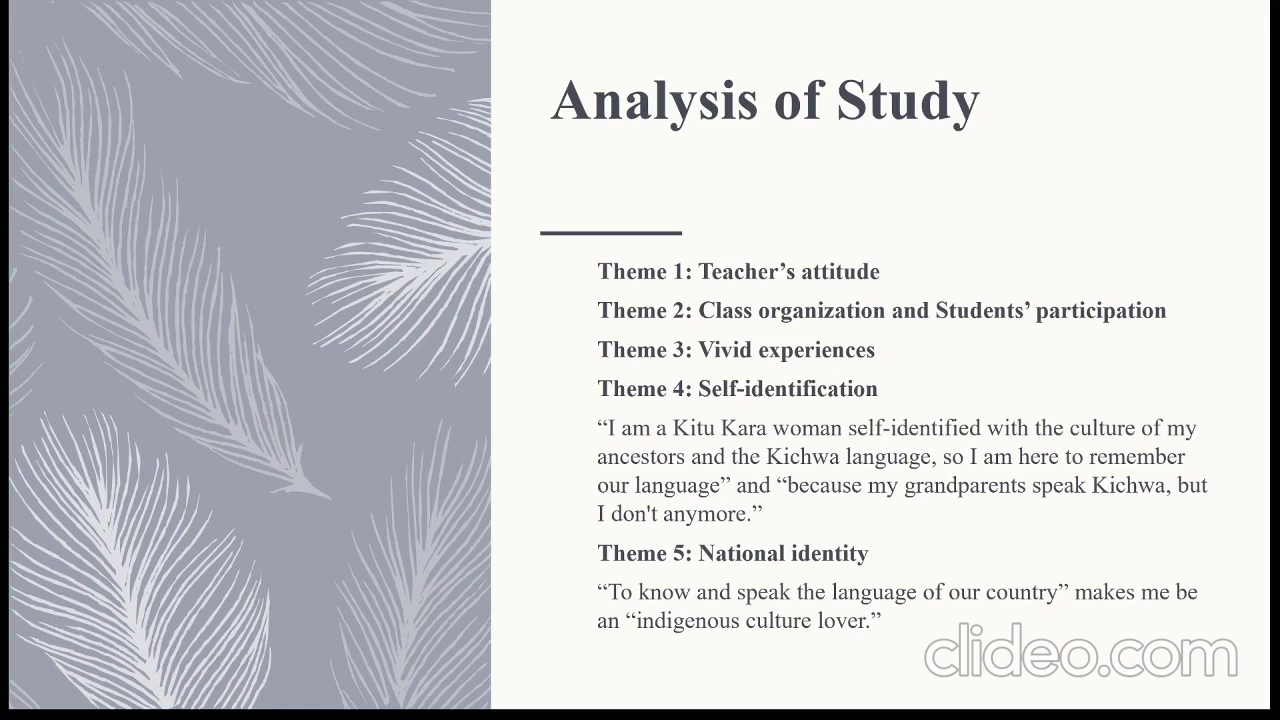 Analysis of Study
Theme 1: Teacher’s attitude
Theme 2: Class organization and Students’ participation
Theme 3: Vivid experiences
Theme 4: Self-identification
“I am a Kitu Kara woman self-identified with the culture of my
ancestors and the Kichwa language, so I am here to remember
our language” and “because my grandparents speak Kichwa, but
I don't anymore.”
Theme 5: National identity
“To know and speak the language of our country” makes me be
an “indigenous culture lover.”
clideo.com